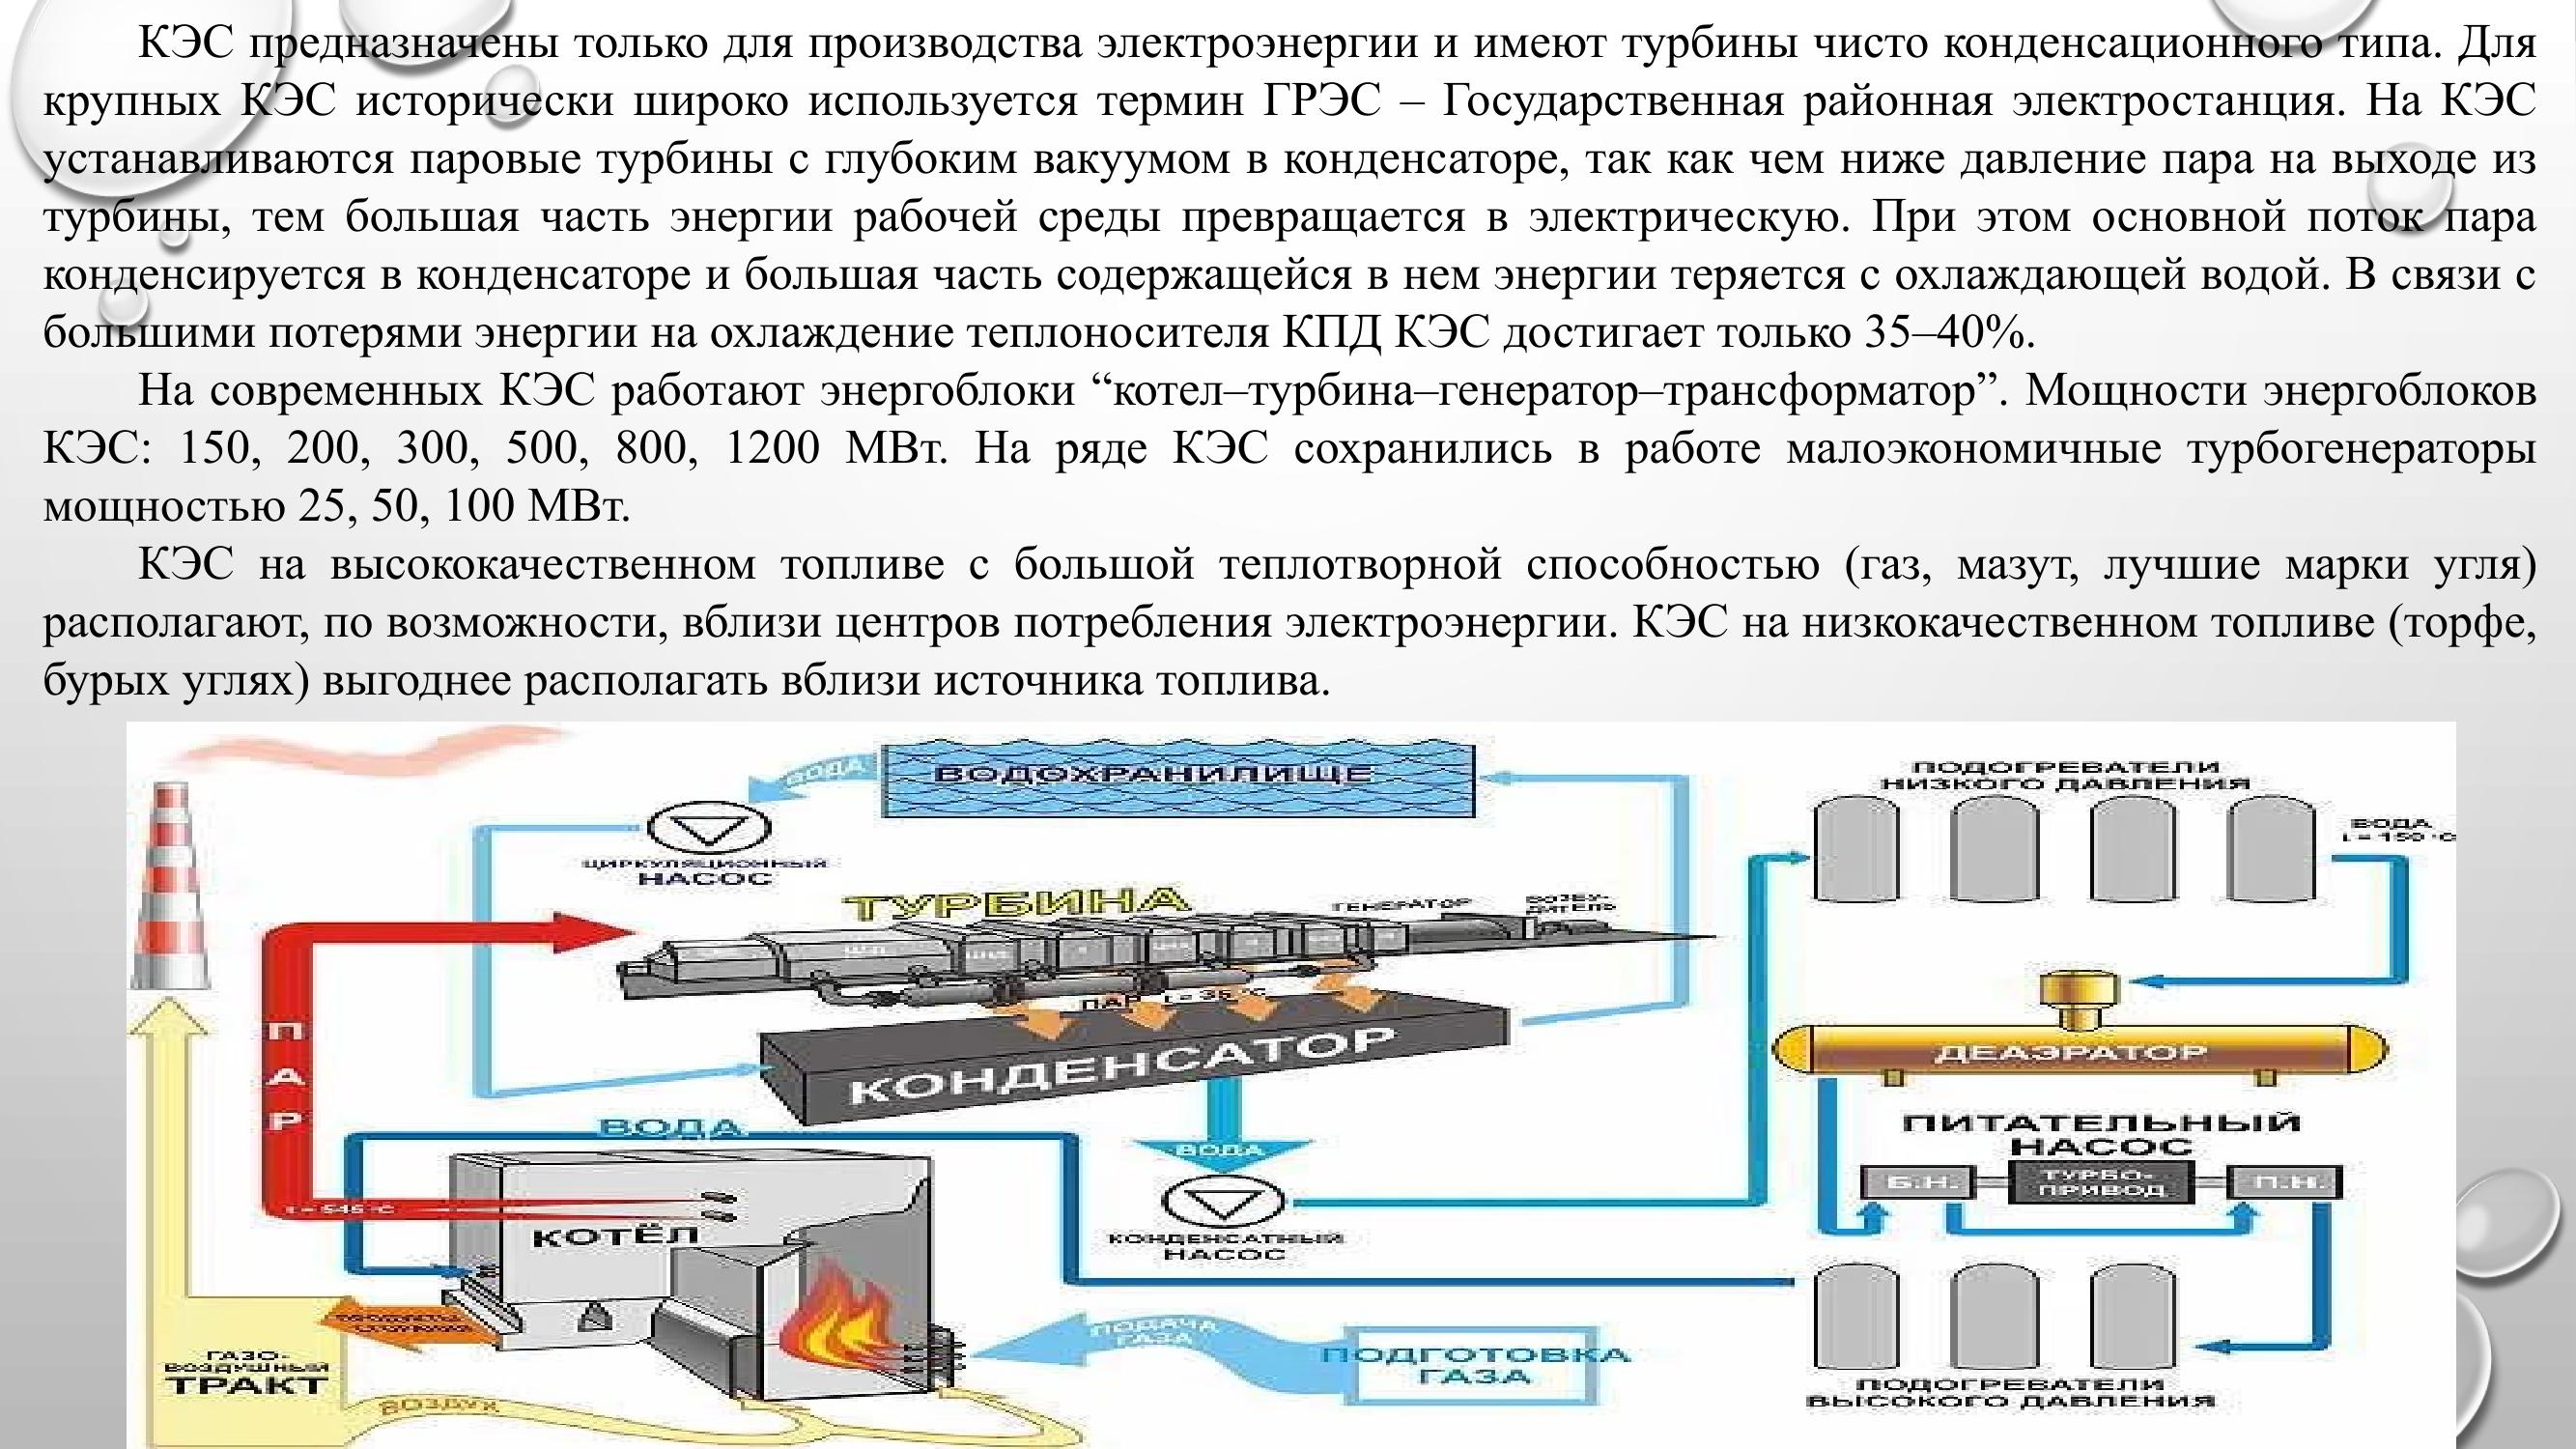 КЭС предназначены только для производства электроэнергии и имеют турбины чисто конденсационного типа. Для
крупных КЭС исторически широко используется термин ГРЭС – Государственная районная электростанция. На КЭС
устанавливаются паровые турбины с глубоким вакуумом в конденсаторе, так как чем ниже давление пара на выходе из
турбины, тем большая часть энергии рабочей среды превращается в электрическую. При этом основной поток пара
конденсируется в конденсаторе и большая часть содержащейся в нем энергии теряется с охлаждающей водой. В связи с
большими потерями энергии на охлаждение теплоносителя КПД КЭС достигает только 35–40%.
На современных КЭС работают энергоблоки “котел–турбина–генератор–трансформатор”. Мощности энергоблоков
КЭС: 150, 200, 300, 500, 800, 1200 МВт. На ряде КЭС сохранились в работе малоэкономичные турбогенераторы
мощностью 25, 50, 100 МВт.
КЭС на высококачественном топливе с большой теплотворной способностью (газ, мазут, лучшие марки угля)
располагают, по возможности, вблизи центров потребления электроэнергии. КЭС на низкокачественном топливе (торфе,
бурых углях) выгоднее располагать вблизи источника топлива.
ВОДА
ВОДОХРАНИЛИЩЕ
ПОДОГРЕВАТЕЛИ
НИЗКОГО ДАВЛЕНИЯ
ВОДА
t = 150 °C
ЦИРКУЛЯЦИОННЫЙ
НАСОС
ТУРБИНА
ГЕНЕРАТОР
ВОЗБУ-
ДИТЕЛЬ
ПАР t = 35 °C
ПАР
КОНДЕНСАТОР
ДЕАЭРАТОР
ВОДА
ВОДА
ПИТАТЕЛЬНЫЙ
НАСОС
Б.Н.
ТУРБО-
ПРИВОД
П.Н.
t = 545 °C
КОТЁЛ
КОНДЕНСАТНЫЙ
НАСОС
ПОДАЧА
ГАЗА
ПОДГОТОВКА
ГАЗА
ГАЗО-
ВОЗДУШНЫЙ
ТРАКТ
ВОЗДУХ
ПОДОГРЕВАТЕЛИ
ВЫСОКОГО ДАВЛЕНИЯ